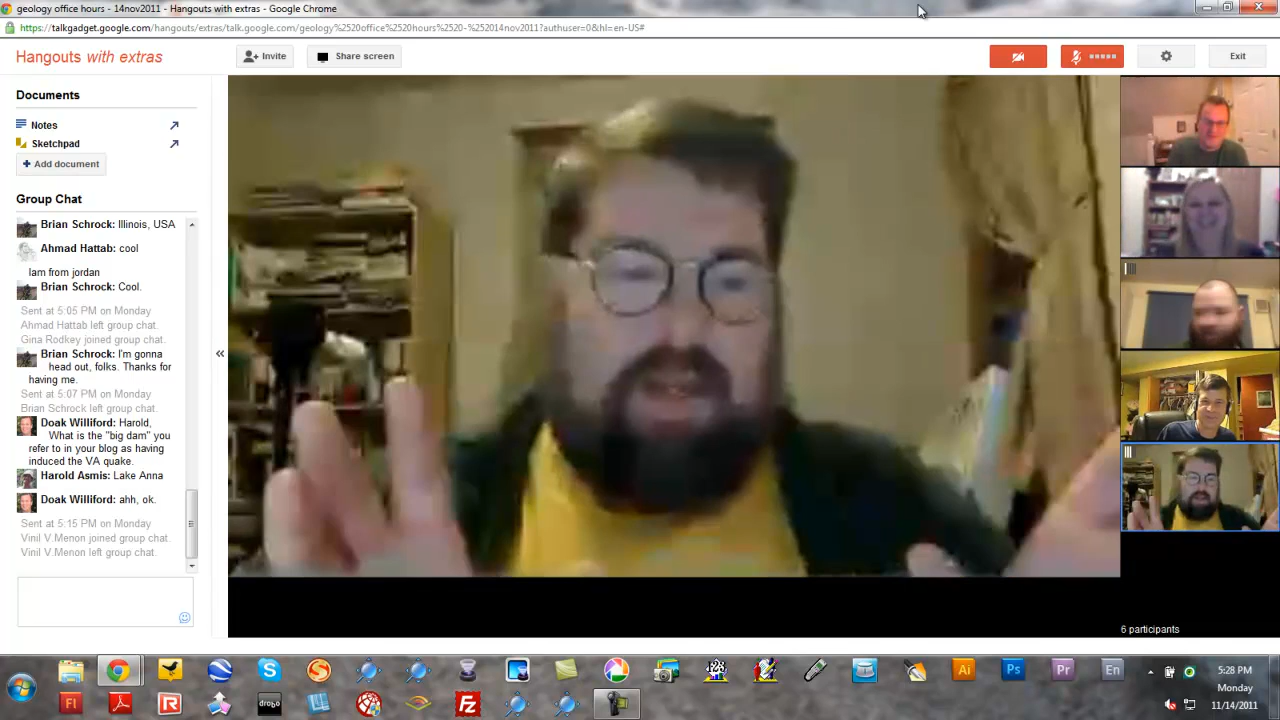 geology office hours - 14nov2011 - Hangouts with extras - Google Chrome
https://talkgadget.google.com/hangouts/extras/talk.google.com/geology%2520office%2520hours%2520-%252014nov2011?authuser=0&hl=en-US#
Hangouts with extras
Invite
Share screen
Exit
Documents
Notes
Sketchpad
Add document
Group Chat
Brian Schrock: Illinois, USA
Ahmad Hattab: cool
Iam from jordan
Brian Schrock: Cool.
Sent at 5:05 PM on Monday
Ahmad Hattab left group chat.
Gina Rodkey joined group chat.
Brian Schrock: I'm gonna
head out, folks. Thanks for
having me.
Sent at 5:07 PM on Monday
Brian Schrock left group chat.
Doak Williford: Harold,
What is the "big dam" you
refer to in your blog as having
induced the VA quake.
Harold Asmis: Lake Anna
Doak Williford: ahh, ok.
Sent at 5:15 PM on Monday
Vinil V.Menon joined group chat.
Vinil V.Menon left group chat.
6 participants
Ai
Ps
Pr
En
Fl
R
drobo
Fz
5:28 PM
Monday
11/14/2011